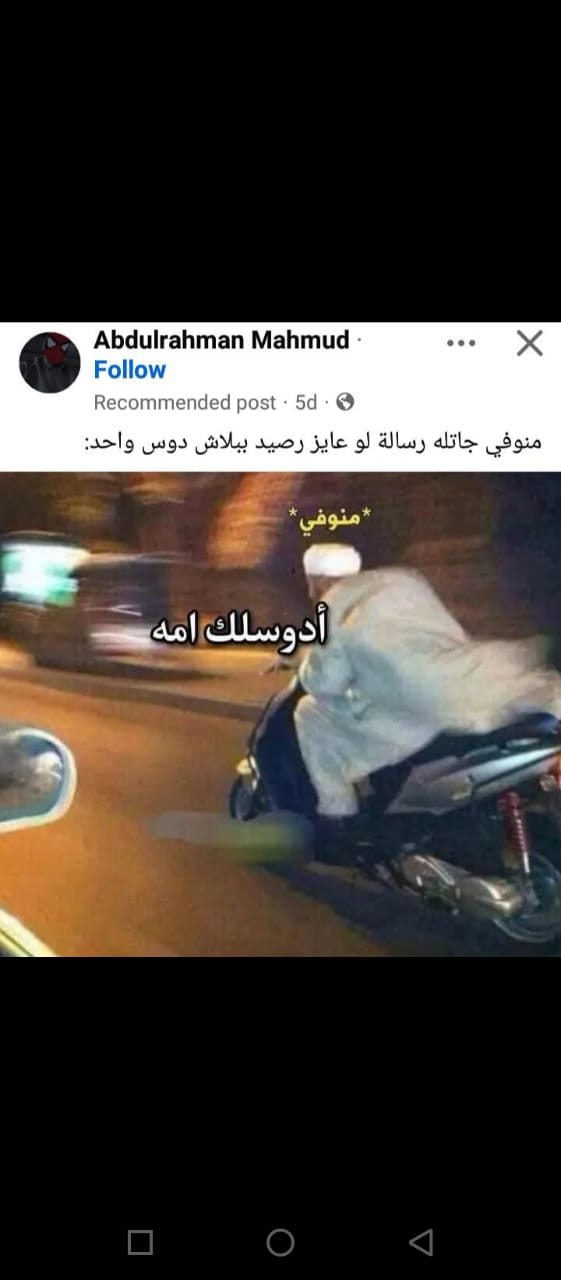 Abdulrahman Mahmud ·
Follow
Recommended post · 5d ·
منوفي جاتله رسالة لو عايز رصيد ببلاش دوس واحد:
*منوفي*
أدوسلك امه